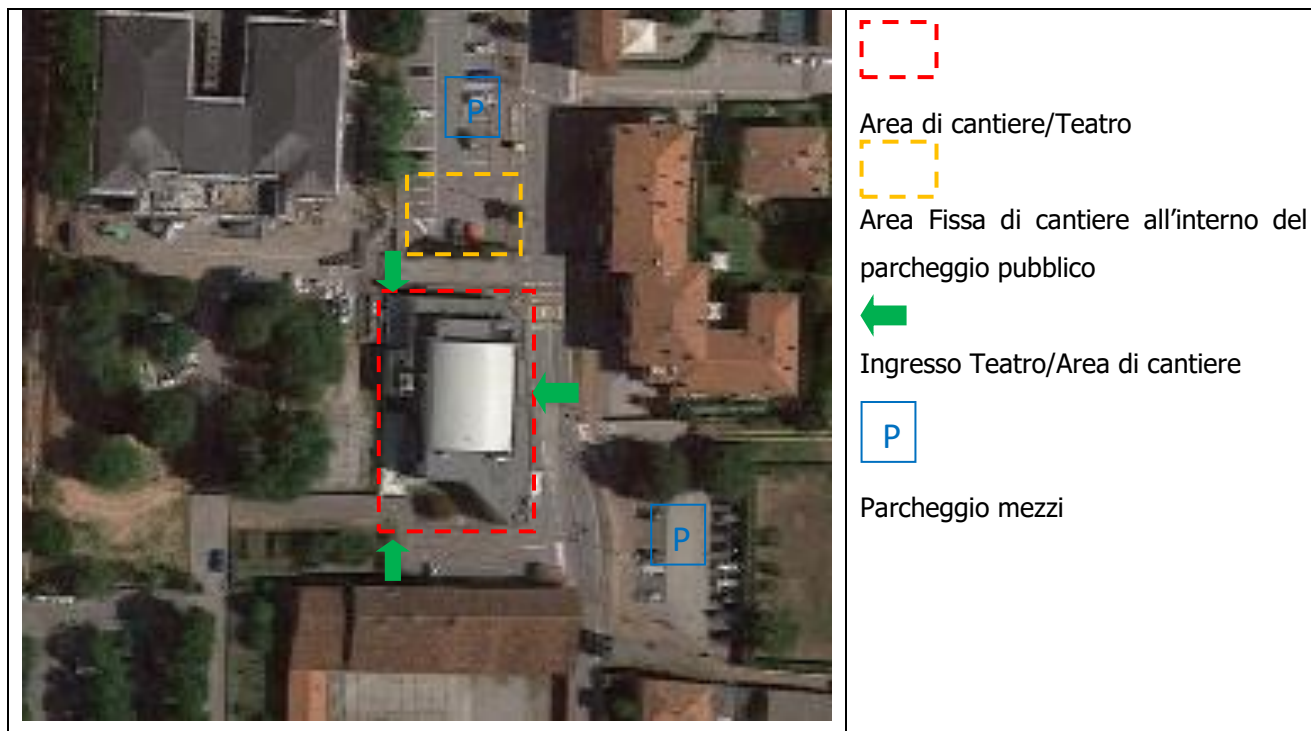 P
P
Area di cantiere/Teatro
Area Fissa di cantiere all’interno del
parcheggio pubblico
Ingresso Teatro/Area di cantiere
P
Parcheggio mezzi